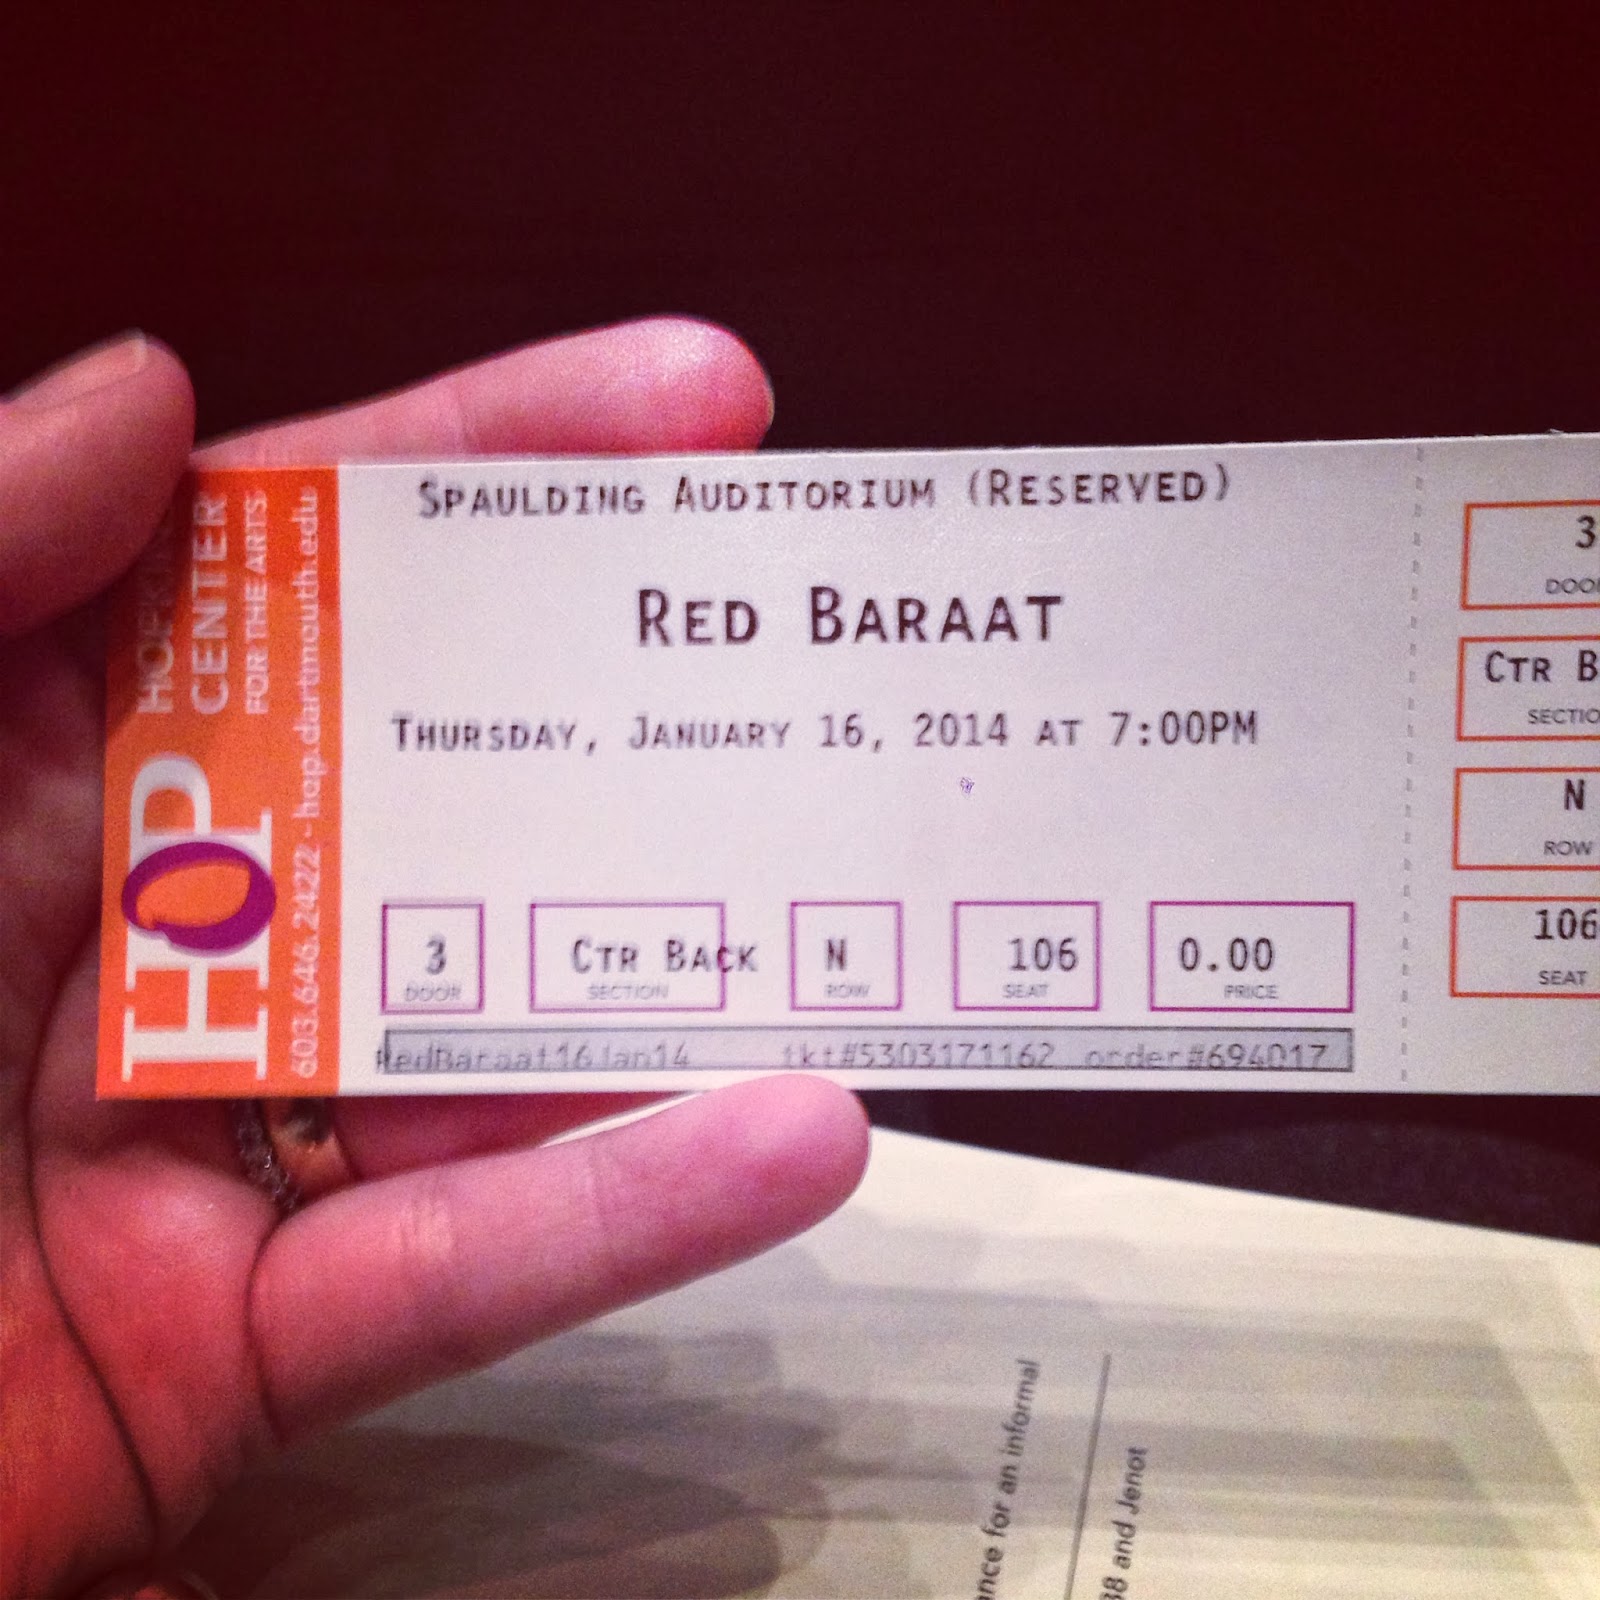 HOP
CENTER
FOR THE ARTS
603.646.2422 · hop.dartmouth.edu
SPAULDING AUDITORIUM (RESERVED)
RED BARAAT
THURSDAY, JANUARY 16, 2014 AT 7:00PM
3
DOOR
CTR BACK
SECTION
N
ROW
106
SEAT
0.00
PRICE
RedBaraat16Jan14 tkt#5303171162 order#694017
3
CTR
N
ROW
106
SEAT
for an informal
and Jenot